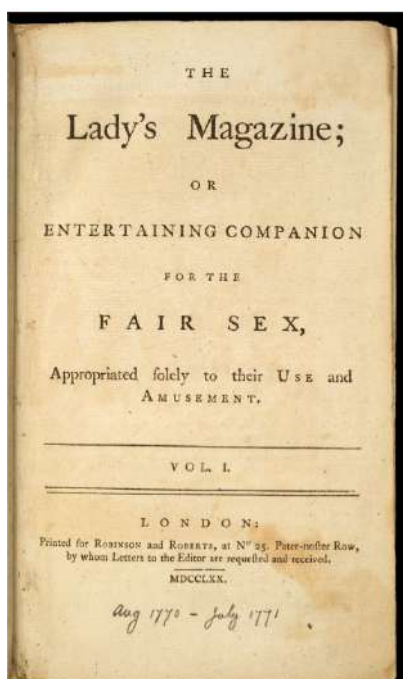 THE
Lady's Magazine;
OR
ENTERTAINING COMPANION
FOR THE
FAIR SEX,
Appropriated ſolely to their USE and
AMUSEMENT.
VOL. I.
LONDON:
Printed for ROBINSON and ROBERTS, at Nº 25. Pater-noſter Row,
by whom Letters to the Editor are requeſted and received.
MDCCLXX.
Aug 1770 - July 1771